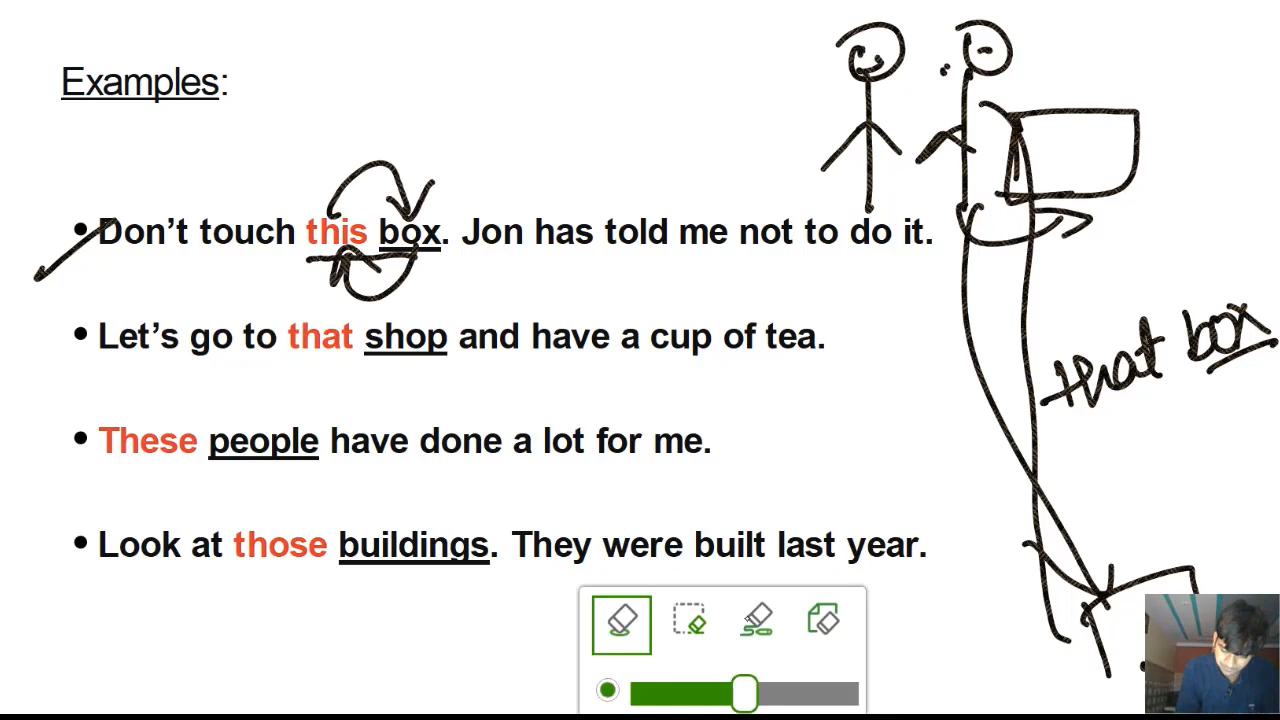 Examples:
• Don’t touch this box. Jon has told me not to do it.
• Let’s go to that shop and have a cup of tea.
that box
• These people have done a lot for me.
• Look at those buildings. They were built last year.